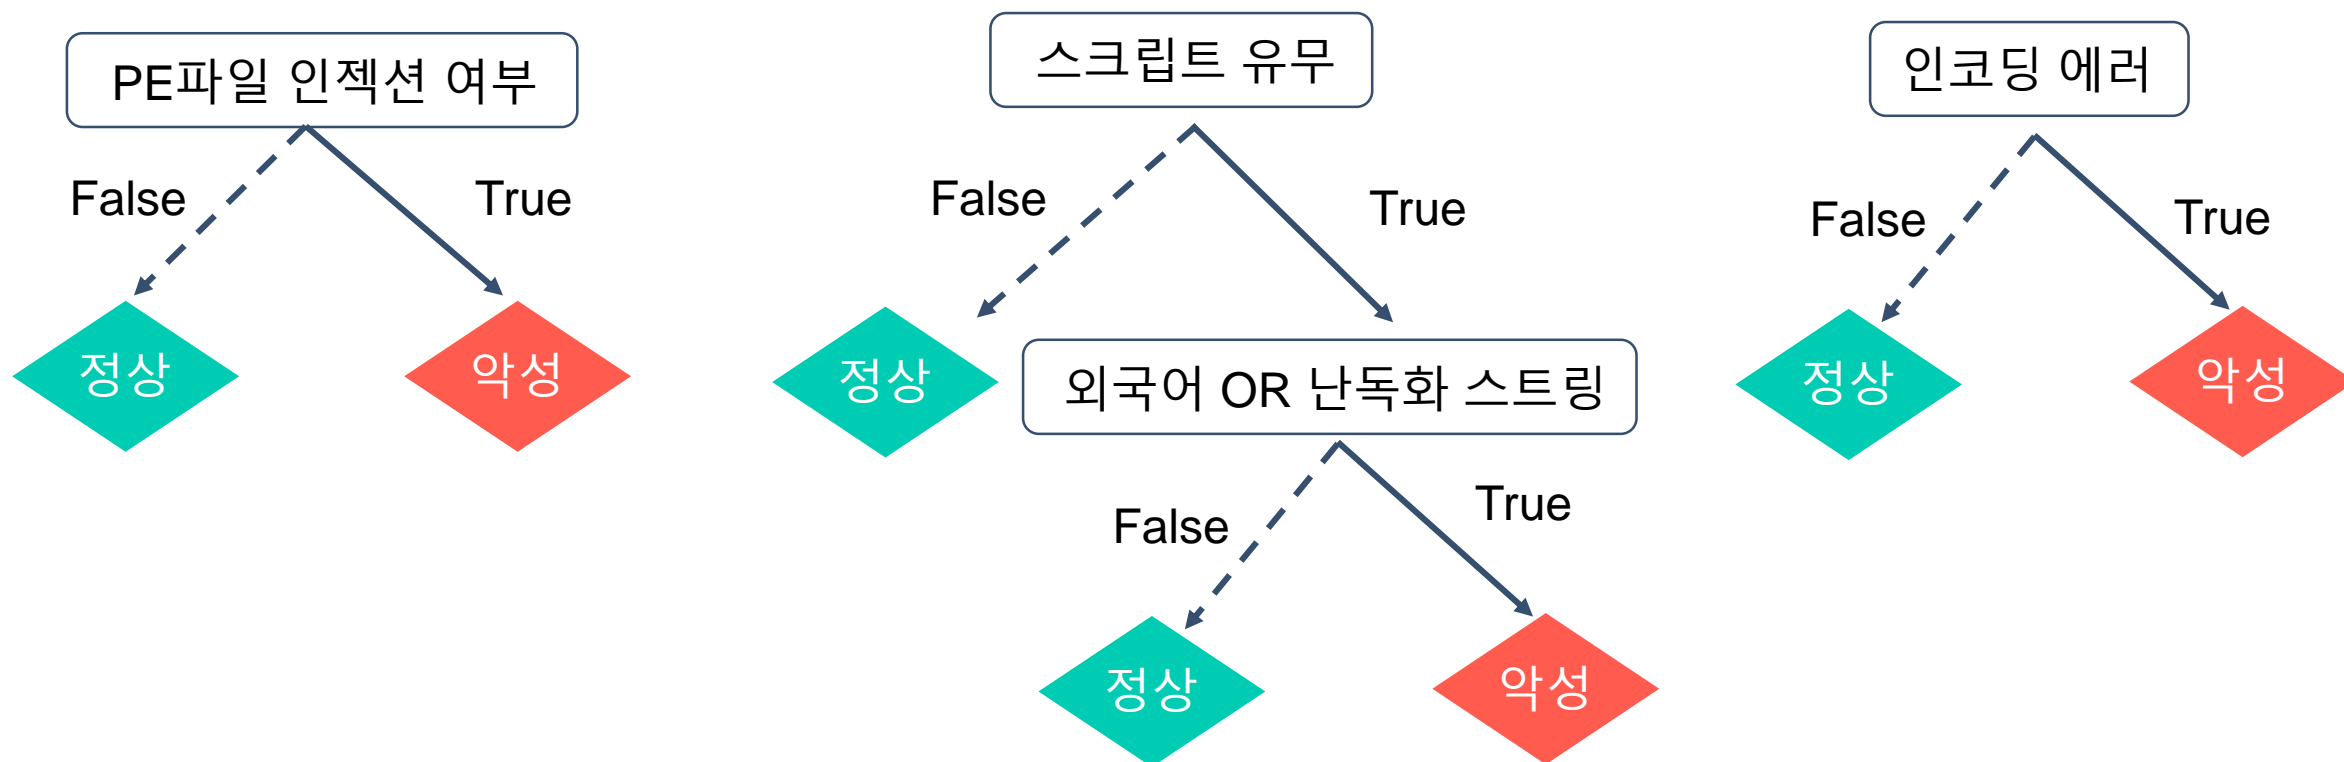 PE파일 인젝션 여부
False
True
정상
악성
스크립트 유무
False
True
정상
외국어 OR 난독화 스트링
False
True
정상
악성
인코딩 에러
False
True
정상
악성